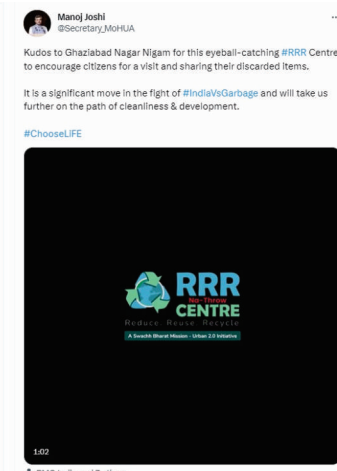 Manoj Joshi
@Secretary_MoHUA
Kudos to Ghaziabad Nagar Nigam for this eyeball-catching #RRR Centre
to encourage citizens for a visit and sharing their discarded items.
It is a significant move in the fight of #IndiaVsGarbage and will take us
further on the path of cleanliness & development.
#ChooseLiFE
RRR
No-Throw
CENTRE
Reduce Reuse Recycle
A Swachh Bharat Mission - Urban 2.0 Initiative
1:02